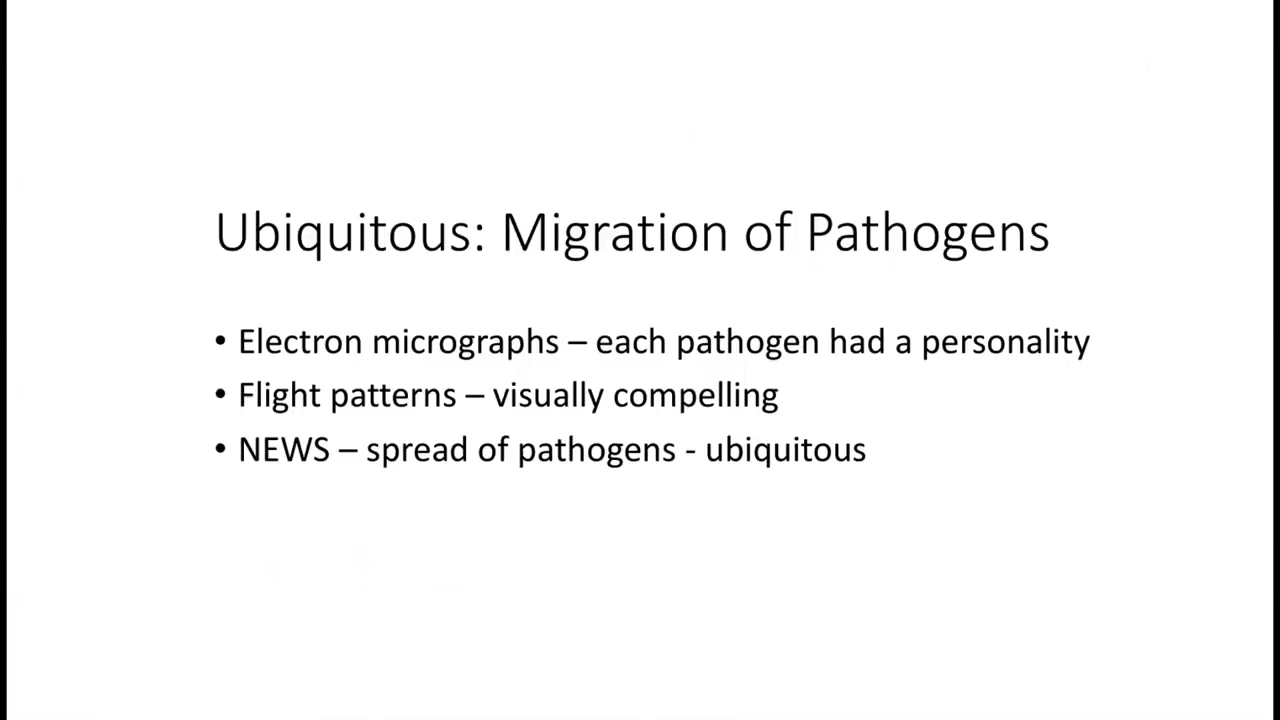 Ubiquitous: Migration of Pathogens
• Electron micrographs – each pathogen had a personality
• Flight patterns – visually compelling
• NEWS – spread of pathogens - ubiquitous